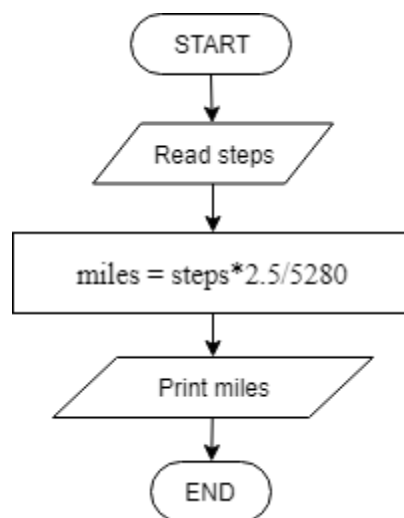 START
Read steps
miles = steps*2.5/5280
Print miles
END